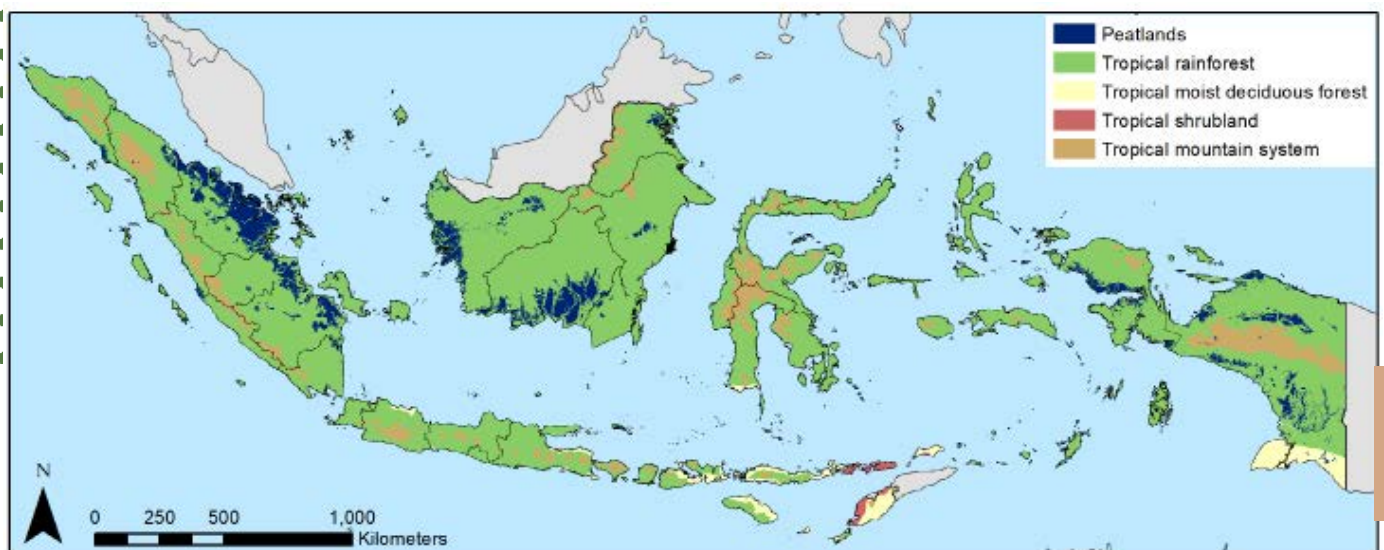 Peatlands
Tropical rainforest
Tropical moist deciduous forest
Tropical shrubland
Tropical mountain system
N
0 250 500 1,000
Kilometers